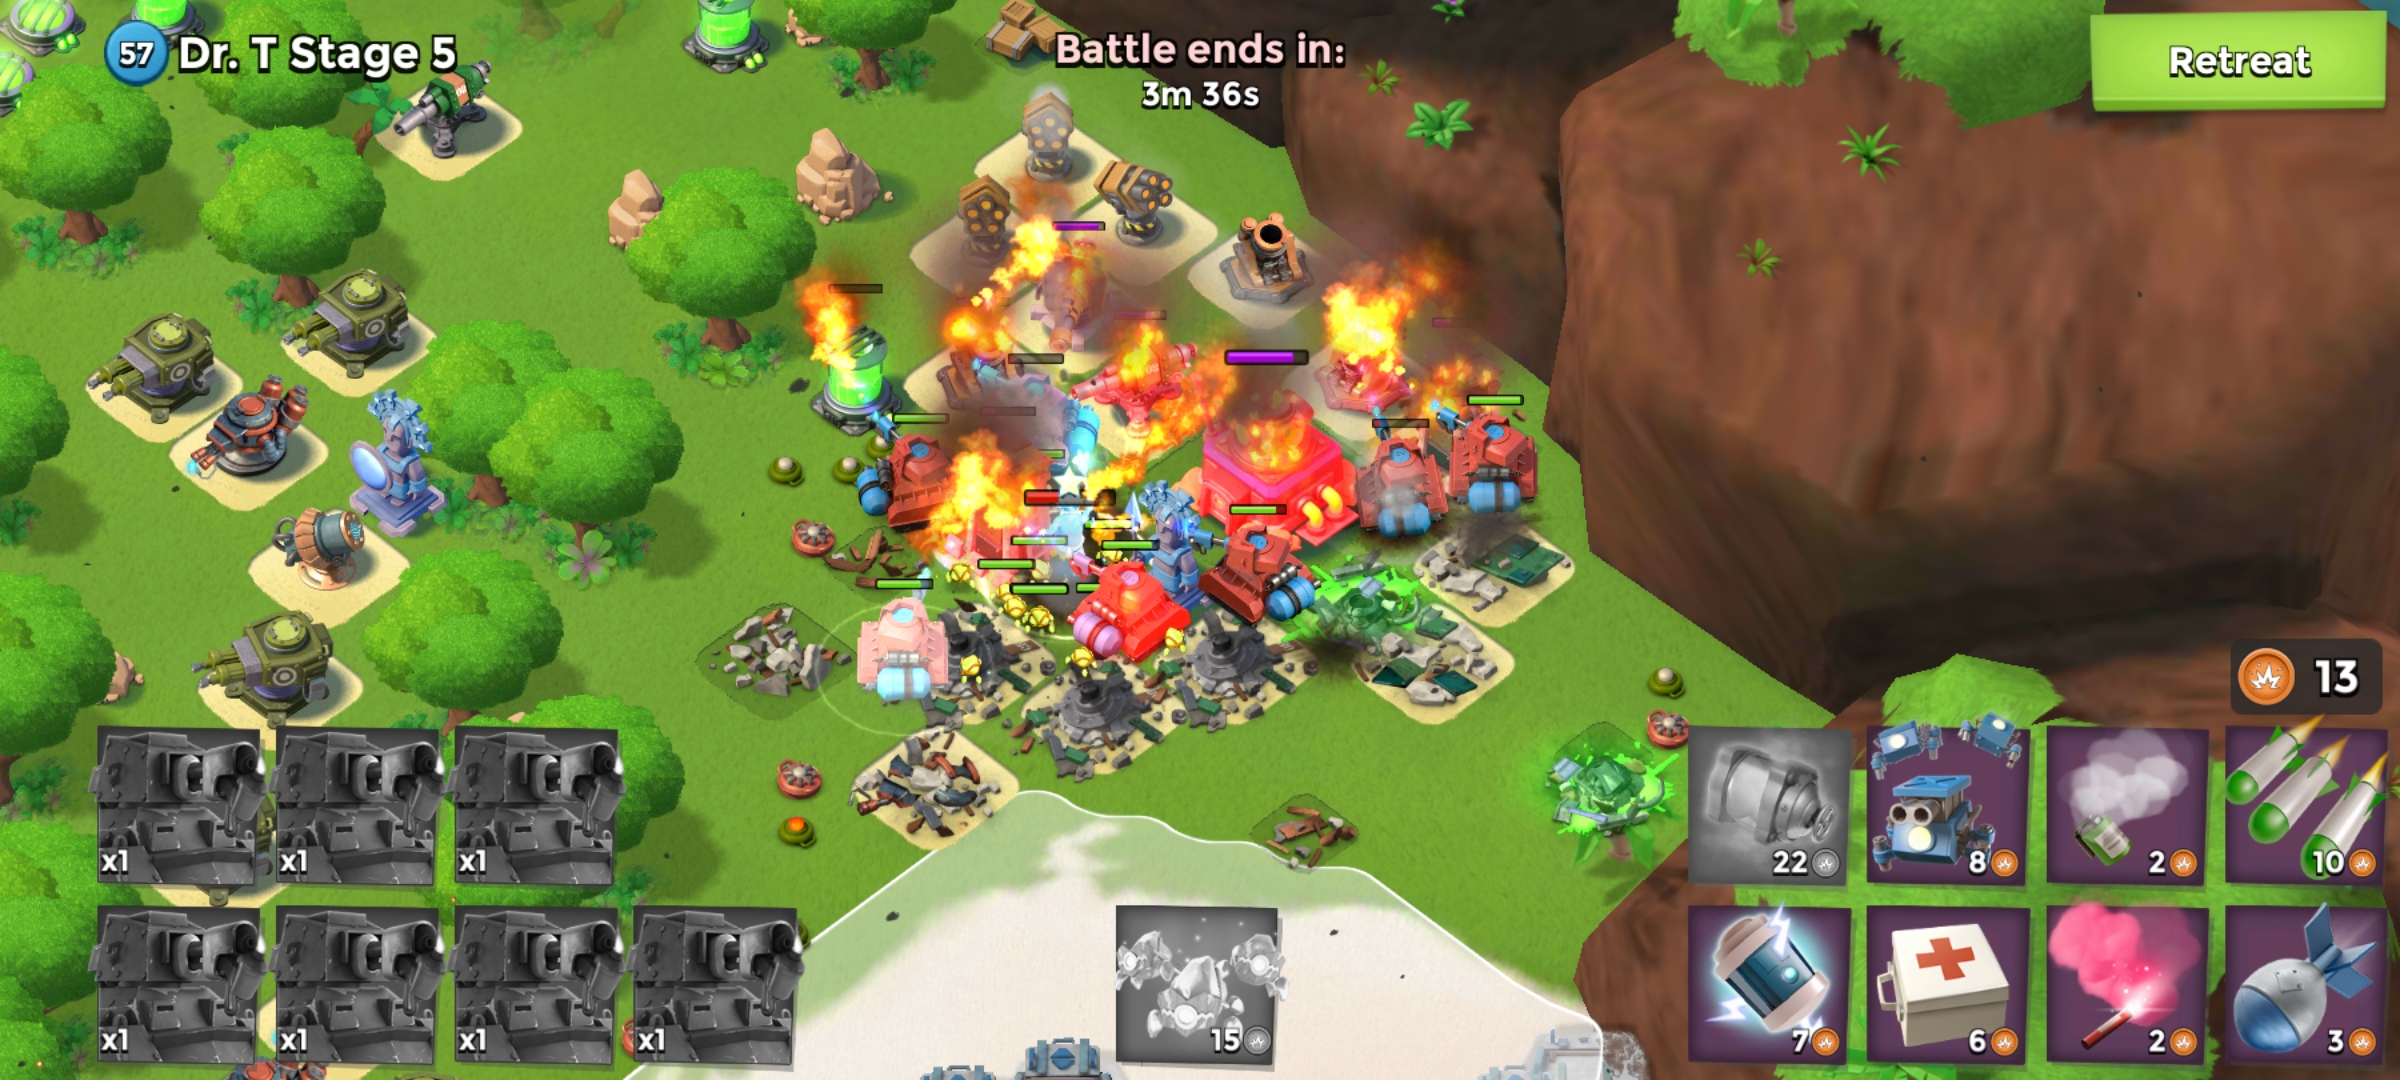 57 Dr. T Stage 5
Battle ends in:
3m 36s
Retreat
13
x1 x1 x1
22 8 2 10
x1 x1 x1 x1
15
7 6 2 3